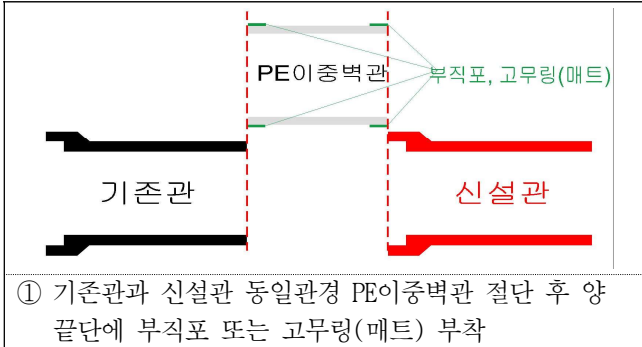 PE이중벽관
부직포, 고무링(매트)
기존관
신설관
① 기존관과 신설관 동일관경 PE이중벽관 절단 후 양
끝단에 부직포 또는 고무링(매트) 부착